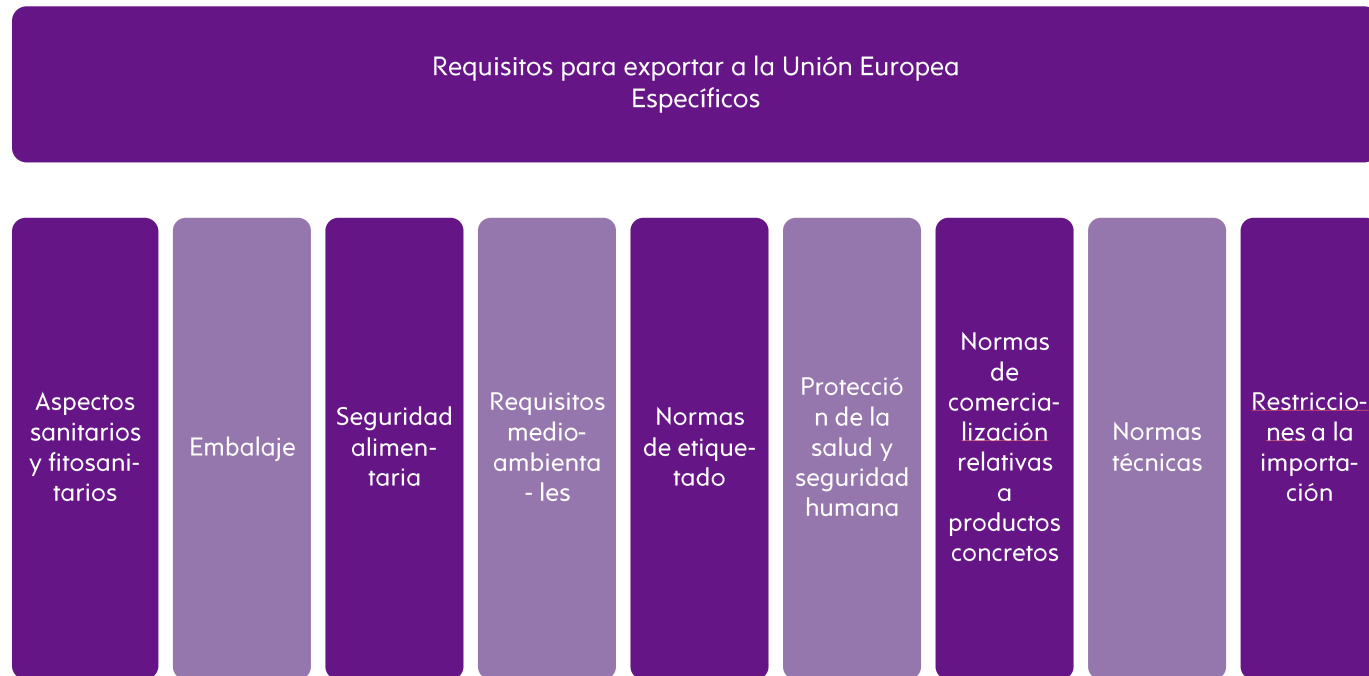 Requisitos para exportar a la Unión Europea
Específicos
Aspectos
sanitarios
y fitosani-
tarios
Embalaje
Seguridad
alimen-
taria
Requisitos
medio-
ambienta
- les
Normas
de etique-
tado
Protecció
n de la
salud y
seguridad
humana
Normas
de
comercia-
lización
relativas
a
productos
concretos
Normas
técnicas
Restriccio-
nes a la
importa-
ción